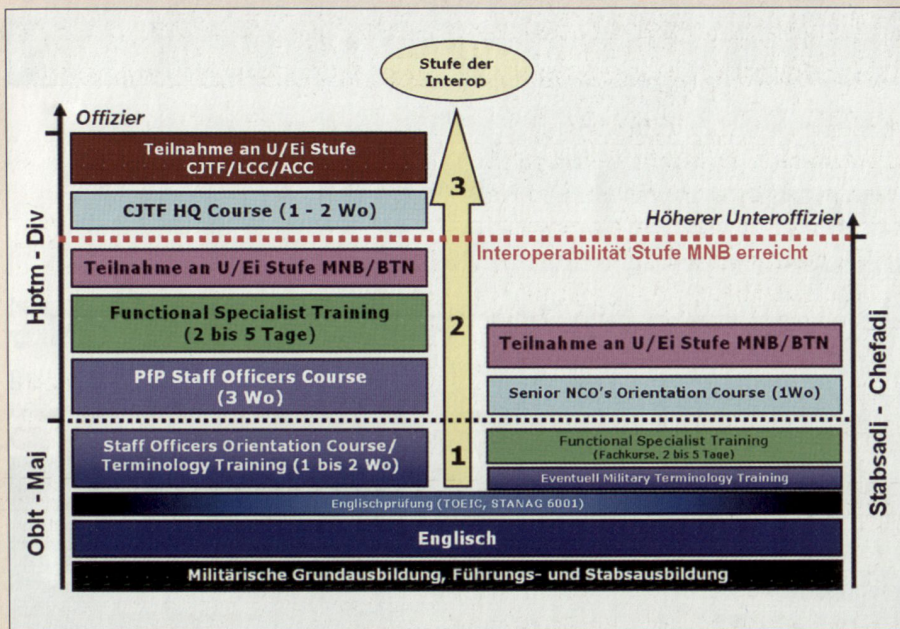 Stufe der
Interop
Offizier
Teilnahme an U/Ei Stufe
CJTF/LCC/ACC
3
CJTF HQ Course (1 - 2 Wo)
Höherer Unteroffizier
Interoperabilität Stufe MNB erreicht
Hptm - Div
Teilnahme an U/Ei Stufe MNB/BTN
Functional Specialist Training
(2 bis 5 Tage)
2
Teilnahme an U/Ei Stufe MNB/BTN
PfP Staff Officers Course
(3 Wo)
Senior NCO's Orientation Course (1Wo)
Stabsadi - Chefadi
Oblt - Maj
Staff Officers Orientation Course/
Terminology Training (1 bis 2 Wo)
1
Functional Specialist Training
(Fachkurse, 2 bis 5 Tage)
Eventuell Military Terminology Training
Englischprüfung (TOEIC, STANAG 6001)
Englisch
Militärische Grundausbildung, Führungs- und Stabsausbildung